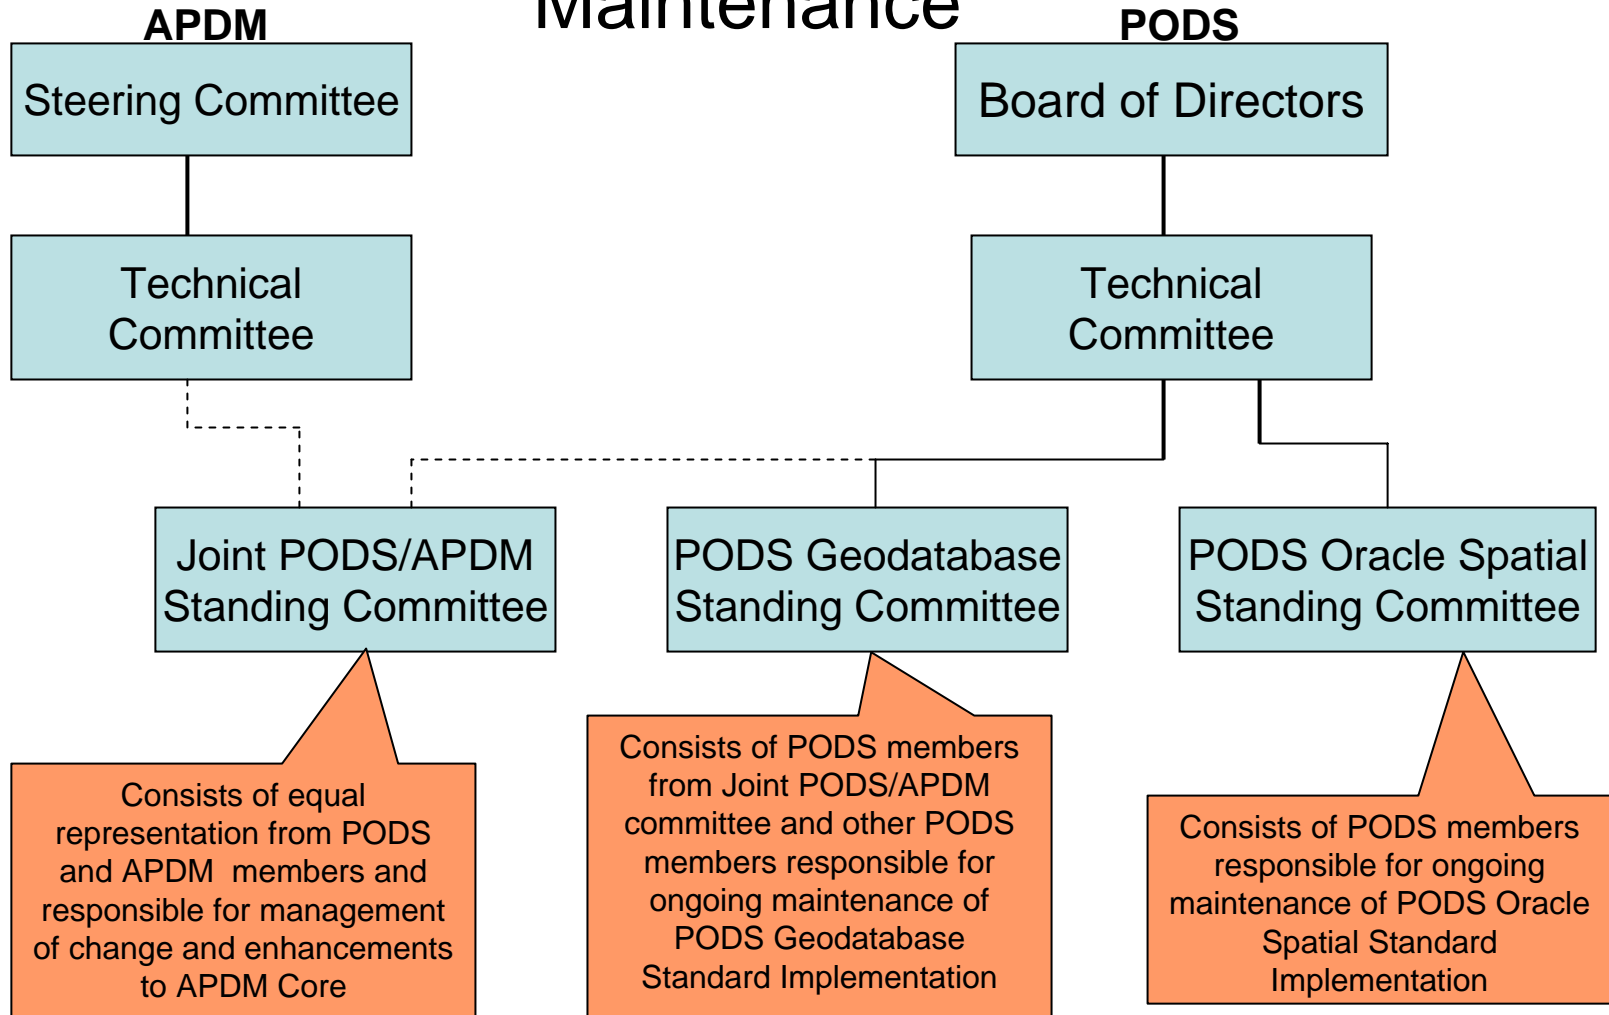 Maintenance
APDM
PODS
Steering Committee
Board of Directors
Technical
Committee
Technical
Committee
Joint PODS/APDM
Standing Committee
PODS Geodatabase
Standing Committee
PODS Oracle Spatial
Standing Committee
Consists of equal
representation from PODS
and APDM members and
responsible for management
of change and enhancements
to APDM Core
Consists of PODS members
from Joint PODS/APDM
committee and other PODS
members responsible for
ongoing maintenance of
PODS Geodatabase
Standard Implementation
Consists of PODS members
responsible for ongoing
maintenance of PODS Oracle
Spatial Standard
Implementation